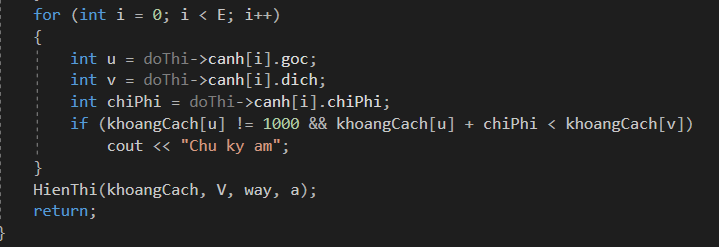 for (int i = 0; i < E; i++)
{
int u = doThi->canh[i].goc;
int v = doThi->canh[i].dich;
int chiPhi = doThi->canh[i].chiPhi;
if (khoangCach[u] != 1000 && khoangCach[u] + chiPhi < khoangCach[v])
cout << "Chu ky am";
}
HienThi(khoangCach, V, way, a);
return;
}